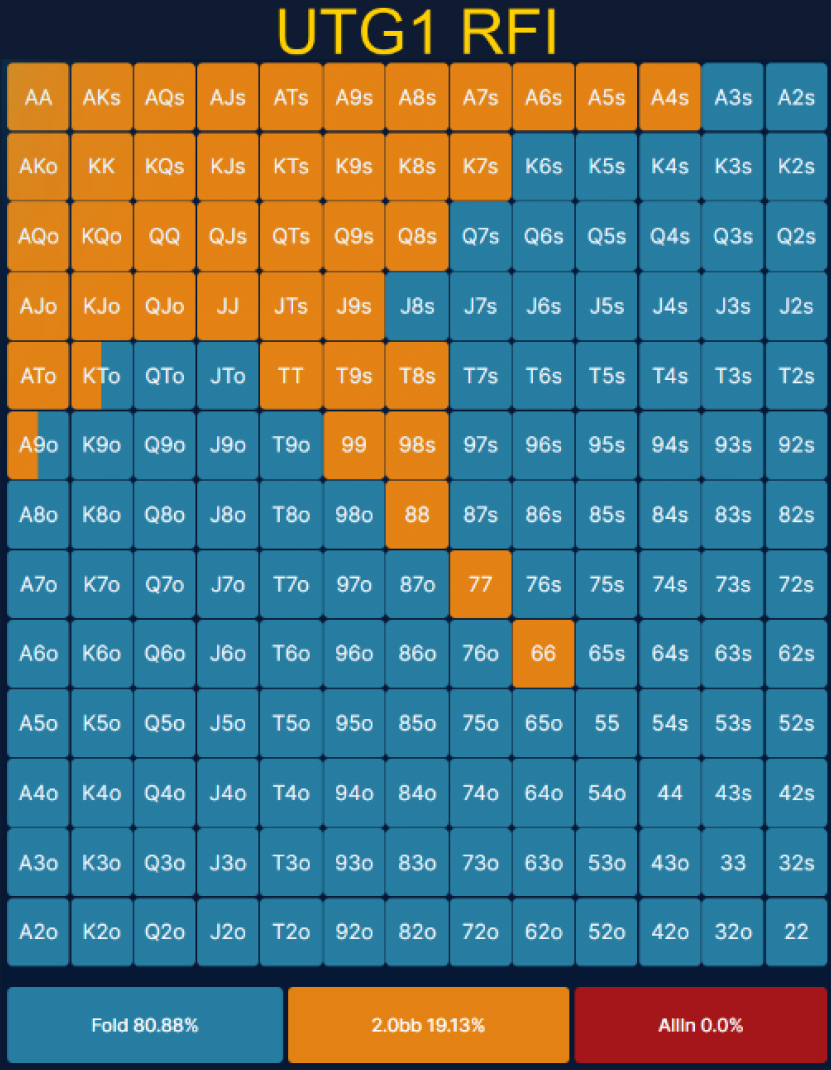 UTG1 RFI
AA AKs AQs AJs ATs A9s A8s A7s A6s A5s A4s A3s A2s
AKo KK KQs KJs KTs K9s K8s K7s K6s K5s K4s K3s K2s
AQo KQo QQ QJs QTs Q9s Q8s Q7s Q6s Q5s Q4s Q3s Q2s
AJo KJo QJo JJ JTs J9s J8s J7s J6s J5s J4s J3s J2s
ATo KTo QTo JTo TT T9s T8s T7s T6s T5s T4s T3s T2s
A9o K9o Q9o J9o T9o 99 98s 97s 96s 95s 94s 93s 92s
A8o K8o Q8o J8o T8o 98o 88 87s 86s 85s 84s 83s 82s
A7o K7o Q7o J7o T7o 97o 87o 77 76s 75s 74s 73s 72s
A6o K6o Q6o J6o T6o 96o 86o 76o 66 65s 64s 63s 62s
A5o K5o Q5o J5o T5o 95o 85o 75o 65o 55 54s 53s 52s
A4o K4o Q4o J4o T4o 94o 84o 74o 64o 54o 44 43s 42s
A3o K3o Q3o J3o T3o 93o 83o 73o 63o 53o 43o 33 32s
A2o K2o Q2o J2o T2o 92o 82o 72o 62o 52o 42o 32o 22
Fold 80.88% 2.0bb 19.13% AllIn 0.0%